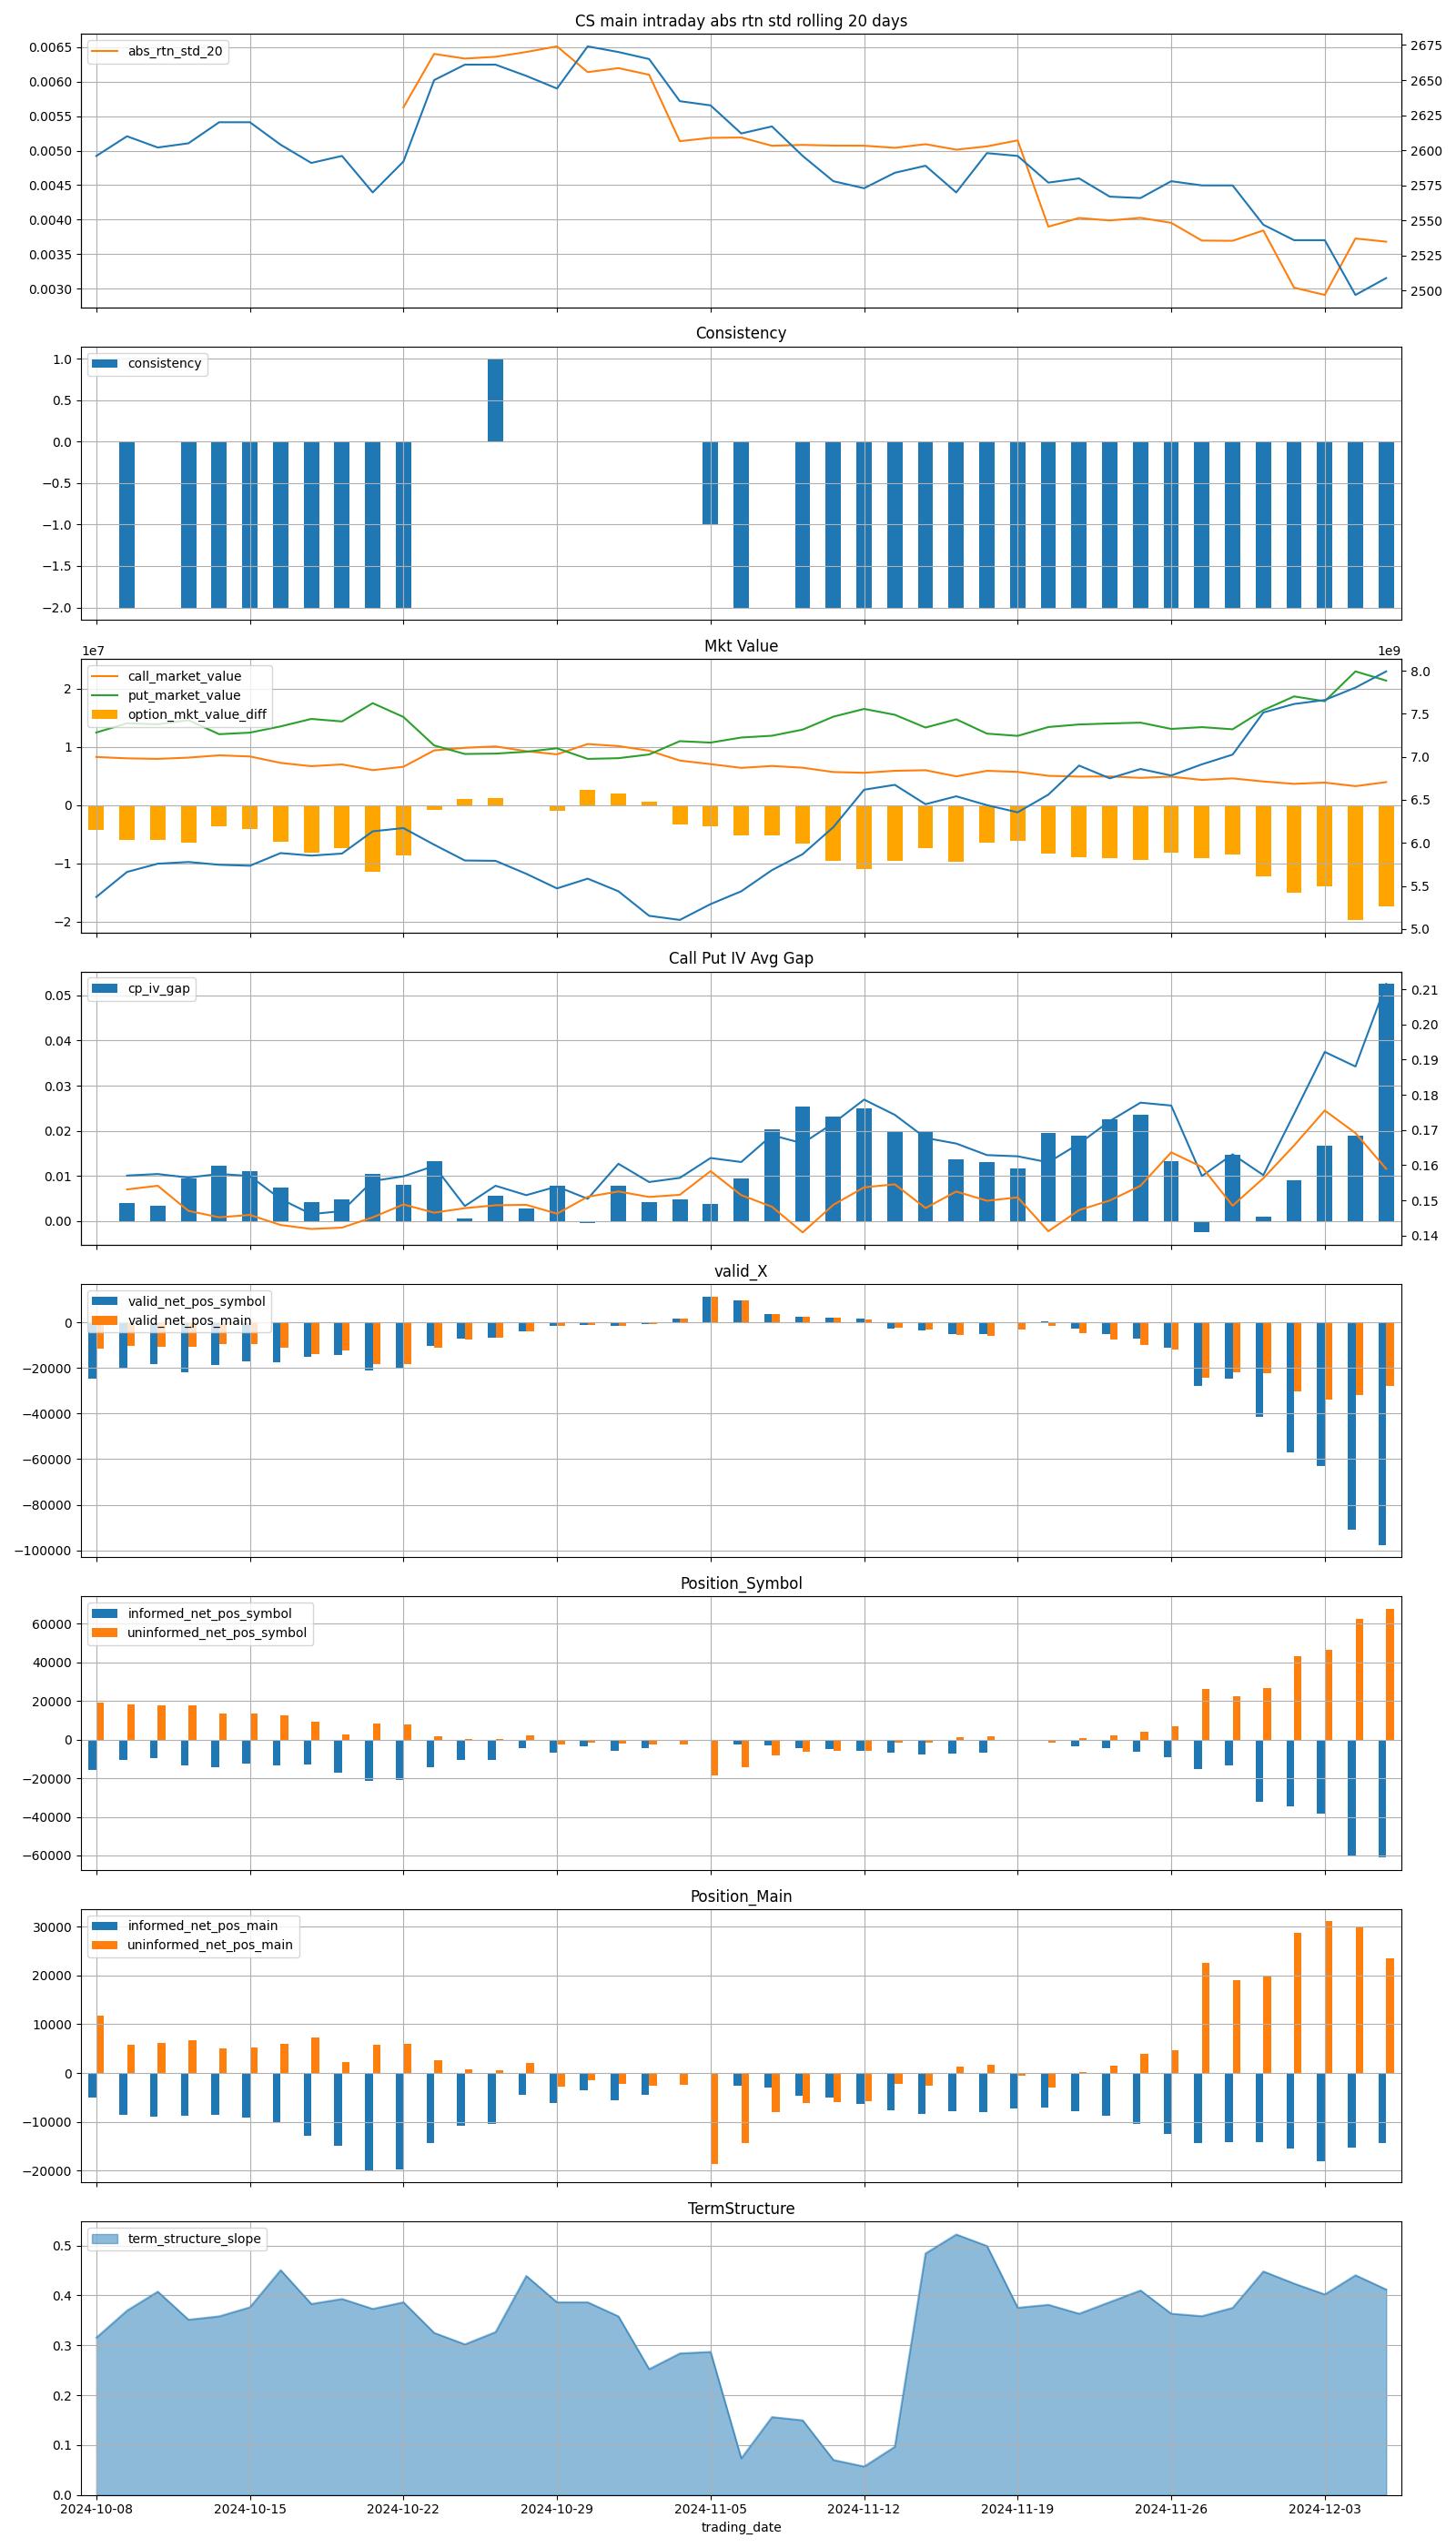 CS main intraday abs rtn std rolling 20 days
abs_rtn_std_20
0.0065
0.0060
0.0055
0.0050
0.0045
0.0040
0.0035
0.0030
2675
2650
2625
2600
2575
2550
2525
2500
Consistency
consistency
1.0
0.5
0.0
−0.5
−1.0
−1.5
−2.0
Mkt Value
1e7
1e9
call_market_value
put_market_value
option_mkt_value_diff
2
1
0
−1
−2
8.0
7.5
7.0
6.5
6.0
5.5
5.0
Call Put IV Avg Gap
cp_iv_gap
0.05
0.04
0.03
0.02
0.01
0.00
0.21
0.20
0.19
0.18
0.17
0.16
0.15
0.14
valid_X
valid_net_pos_symbol
valid_net_pos_main
0
−20000
−40000
−60000
−80000
−100000
Position_Symbol
informed_net_pos_symbol
uninformed_net_pos_symbol
60000
40000
20000
0
−20000
−40000
−60000
Position_Main
informed_net_pos_main
uninformed_net_pos_main
30000
20000
10000
0
−10000
−20000
TermStructure
term_structure_slope
0.5
0.4
0.3
0.2
0.1
0.0
2024-10-08 2024-10-15 2024-10-22 2024-10-29 2024-11-05 2024-11-12 2024-11-19 2024-11-26 2024-12-03
trading_date